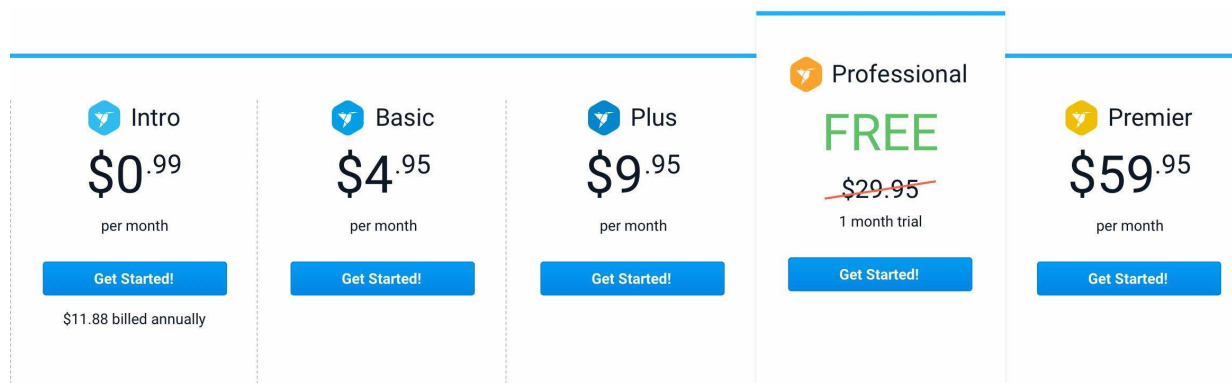 Intro
$0.99
per month
Get Started!
$11.88 billed annually
Basic
$4.95
per month
Get Started!
Plus
$9.95
per month
Get Started!
Professional
FREE
$29.95
1 month trial
Get Started!
Premier
$59.95
per month
Get Started!